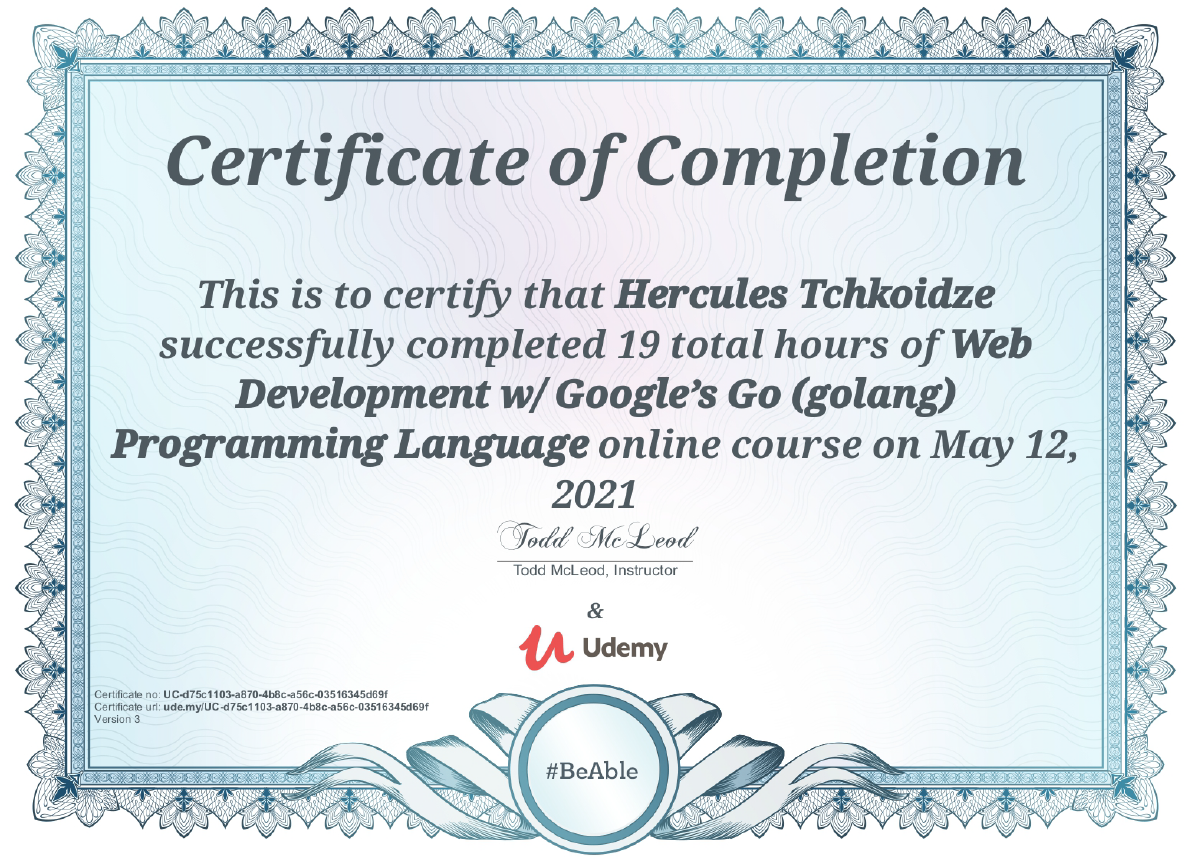 Certificate of Completion
This is to certify that Hercules Tchkoidze
successfully completed 19 total hours of Web
Development w/ Google’s Go (golang)
Programming Language online course on May 12,
2021
Todd McLeod
Todd McLeod, Instructor
&
Udemy
Certificate no: UC-d75c1103-a870-4b8c-a56c-03516345d69f
Certificate url: ude.my/UC-d75c1103-a870-4b8c-a56c-03516345d69f
Version 3
#BeAble